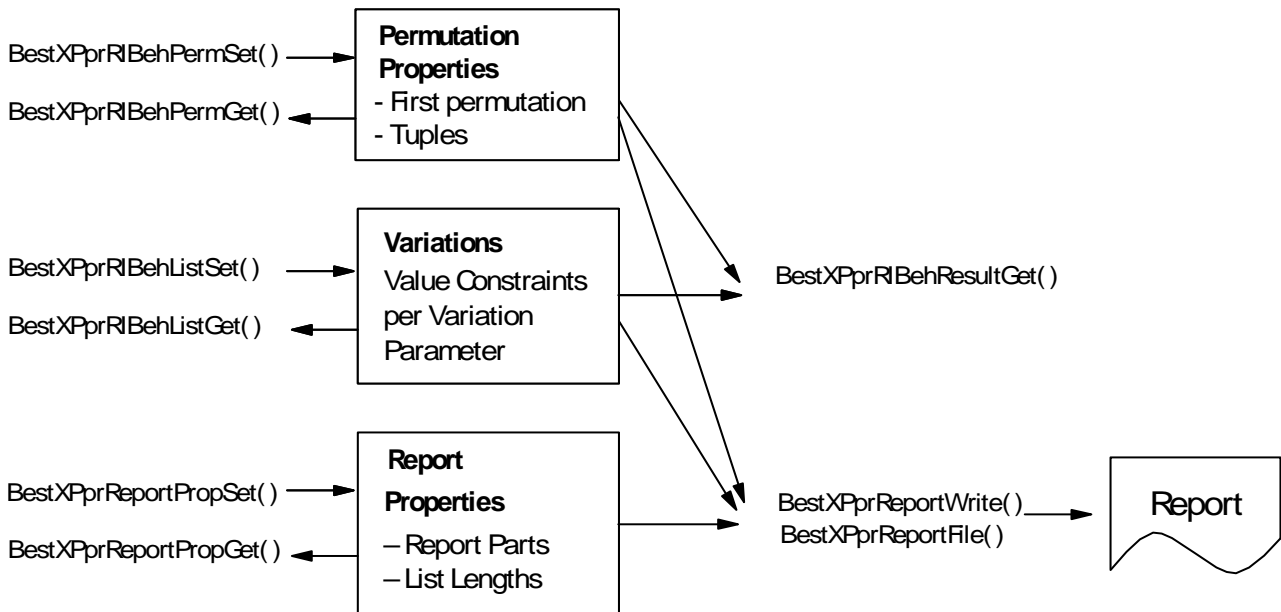 BestXPprRIBehPermSet( )
BestXPprRIBehPermGet( )
Permutation
Properties
- First permutation
- Tuples
BestXPprRIBehListSet( )
BestXPprRIBehListGet( )
Variations
Value Constraints
per Variation
Parameter
BestXPprRIBehResultGet( )
BestXPprReportPropSet( )
BestXPprReportPropGet( )
Report
Properties
– Report Parts
– List Lengths
BestXPprReportWrite( )
BestXPprReportFile( )
Report